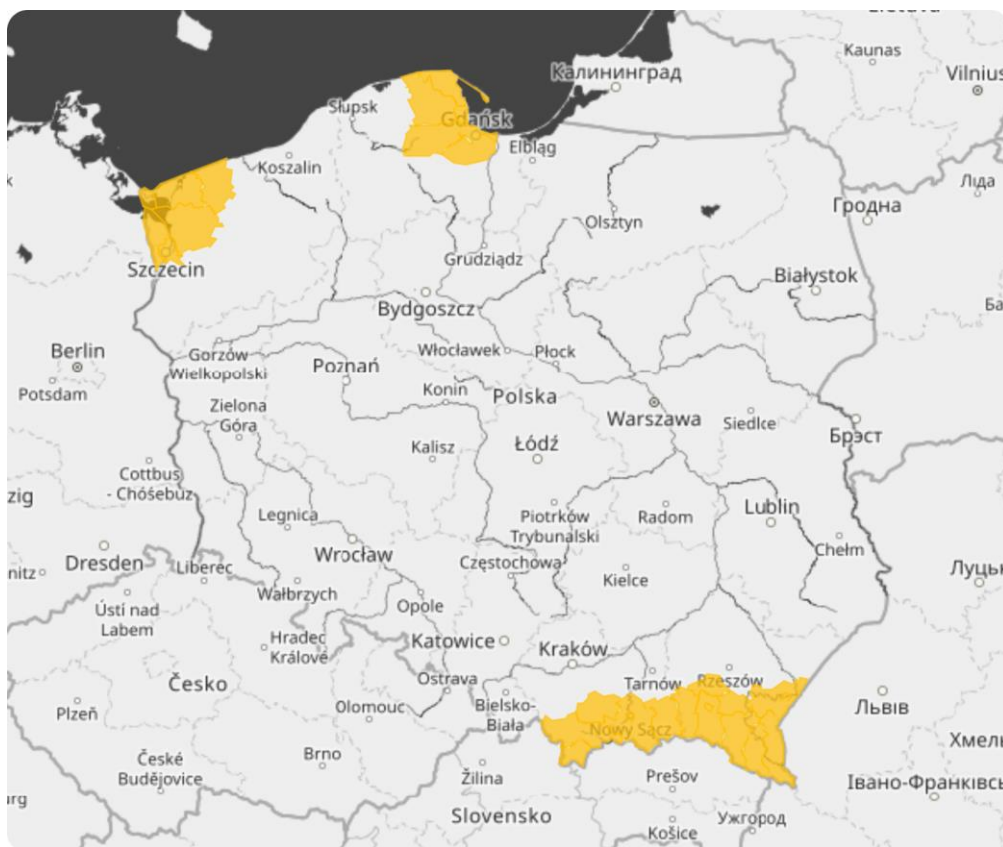 Kaunas
Vilnius
Калининград
Słupsk
Gdańsk
Elbląg
Koszalin
Ліда
Гродна
Olsztyn
Szczecin
Grudziądz
Białystok
Bydgoszcz
Berlin
Potsdam
Gorzów
Wielkopolski
Poznań
Włocławek
Płock
Konin
Polska
Warszawa
Siedlce
Брэст
Zielona
Góra
Kalisz
Łódź
Cottbus
- Chóśebuz
zig
Legnica
Piotrków
Trybunalski
Radom
Lublin
Dresden
Wrocław
Częstochowa
Chełm
nitz
Liberec
Wałbrzych
Kielce
Ústí nad
Labem
Opole
Hradec
Králové
Katowice
Kraków
Česko
Ostrava
Tarnów
Rzeszów
Plzeň
Olomouc
Bielsko-
Biała
Nowy Sącz
Львів
České
Budějovice
Brno
Žilina
Prešov
Slovensko
Košice
Ужгород